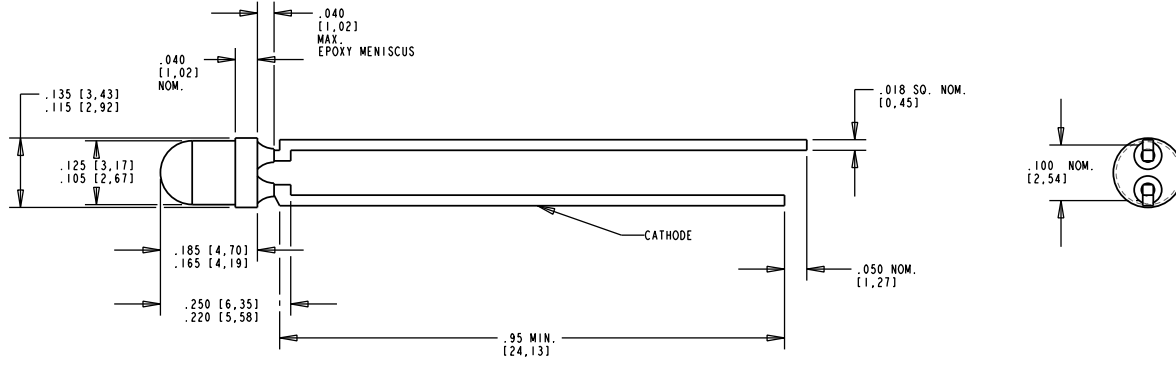 .040
[1,02]
MAX.
EPOXY MENISCUS
.040
[1,02]
NOM.
.135 [3,43]
.115 [2,92]
.018 SQ. NOM.
[0,45]
.125 [3,17]
.105 [2,67]
.100 NOM.
[2,54]
CATHODE
.185 [4,70]
.165 [4,19]
.050 NOM.
[1,27]
.250 [6,35]
.220 [5,58]
.95 MIN.
[24,13]